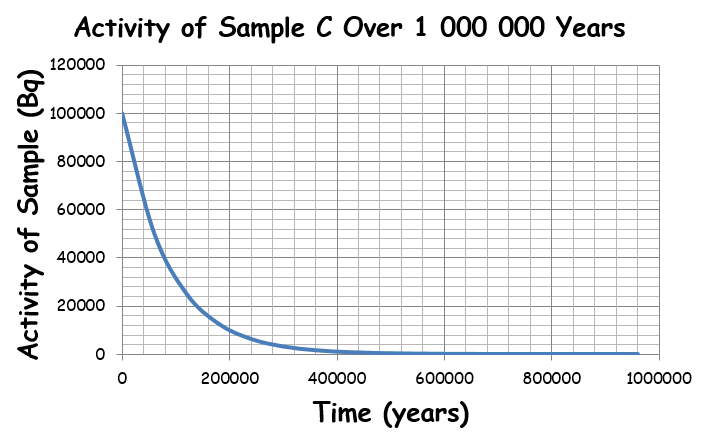 Activity of Sample C Over 1 000 000 Years
Activity of Sample (Bq)
120000
100000
80000
60000
40000
20000
0
0 200000 400000 600000 800000 1000000
Time (years)